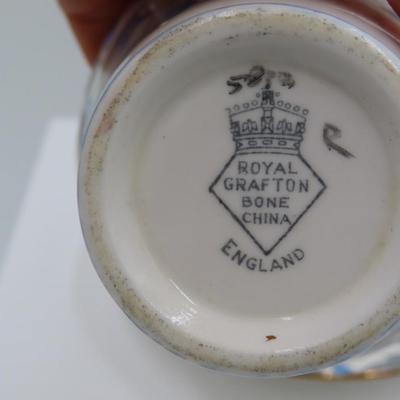 ROYAL
GRAFTON
BONE
CHINA
ENGLAND